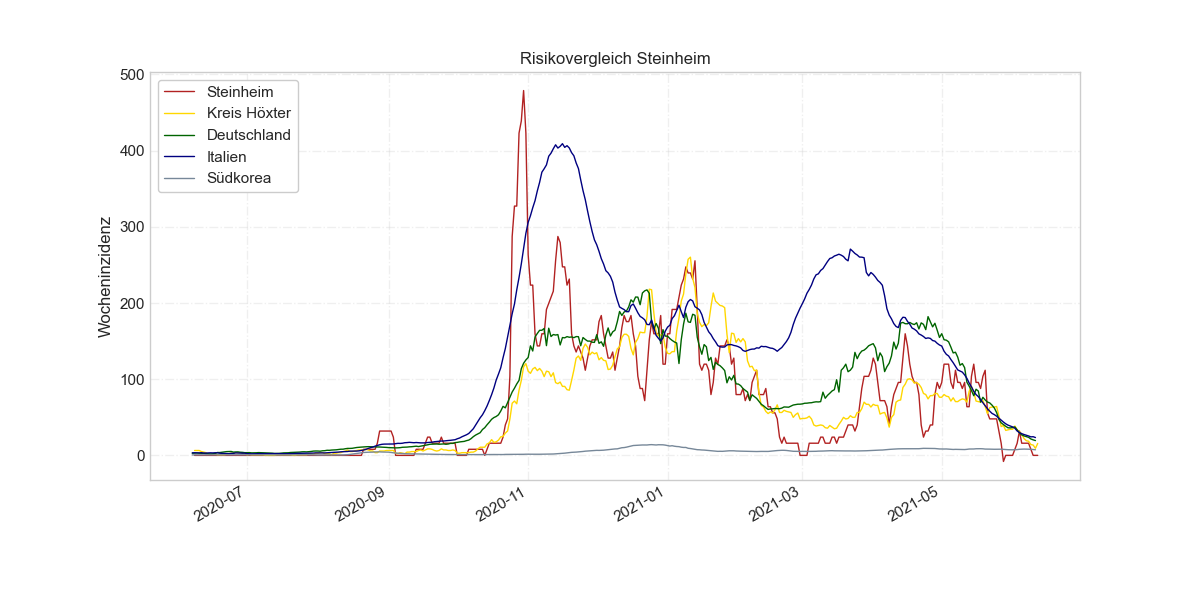 Risikovergleich Steinheim
Wocheninzidenz
500
400
300
200
100
0
Steinheim
Kreis Höxter
Deutschland
Italien
Südkorea
2020-07
2020-09
2020-11
2021-01
2021-03
2021-05